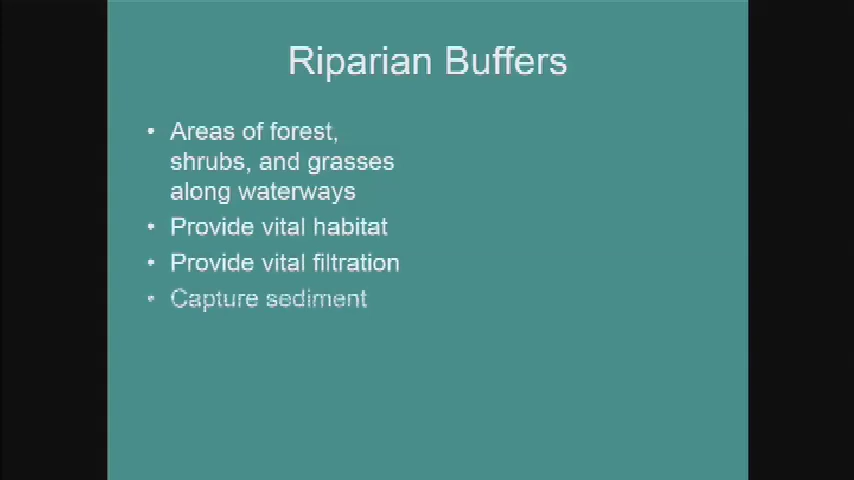 Riparian Buffers
• Areas of forest,
shrubs, and grasses
along waterways
• Provide vital habitat
• Provide vital filtration
• Capture sediment